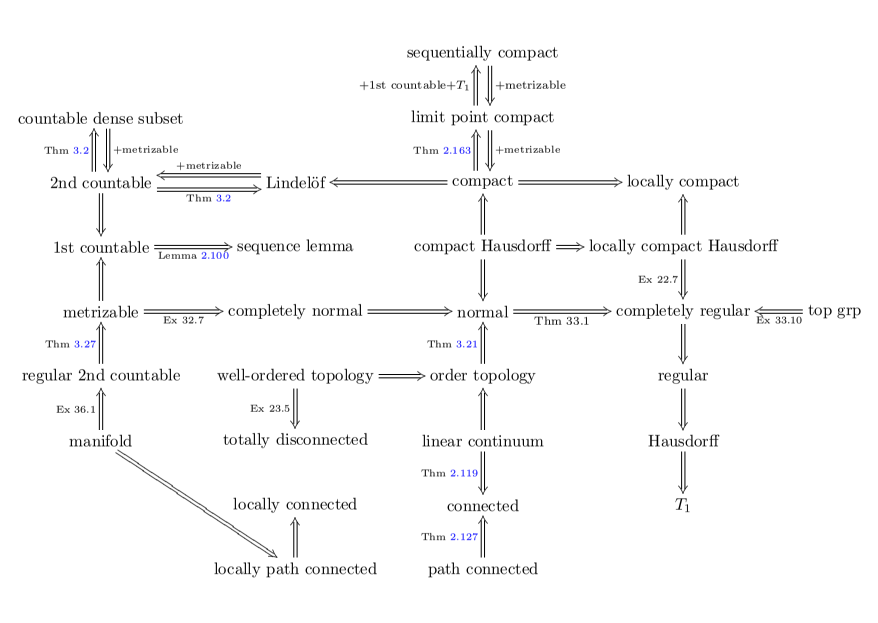 sequentially compact
+1st countable+T₁ +metrizable
countable dense subset limit point compact
Thm 3.2 +metrizable Thm 2.163 +metrizable
+metrizable
2nd countable Lindelöf compact locally compact
Thm 3.2
1st countable sequence lemma compact Hausdorff locally compact Hausdorff
Lemma 2.100
Ex 22.7
metrizable completely normal normal completely regular top grp
Ex 32.7 Thm 33.1 Ex 33.10
Thm 3.27 Thm 3.21
regular 2nd countable well-ordered topology order topology regular
Ex 36.1 Ex 23.5
manifold totally disconnected linear continuum Hausdorff
Thm 2.119
locally connected connected T₁
Thm 2.127
locally path connected path connected